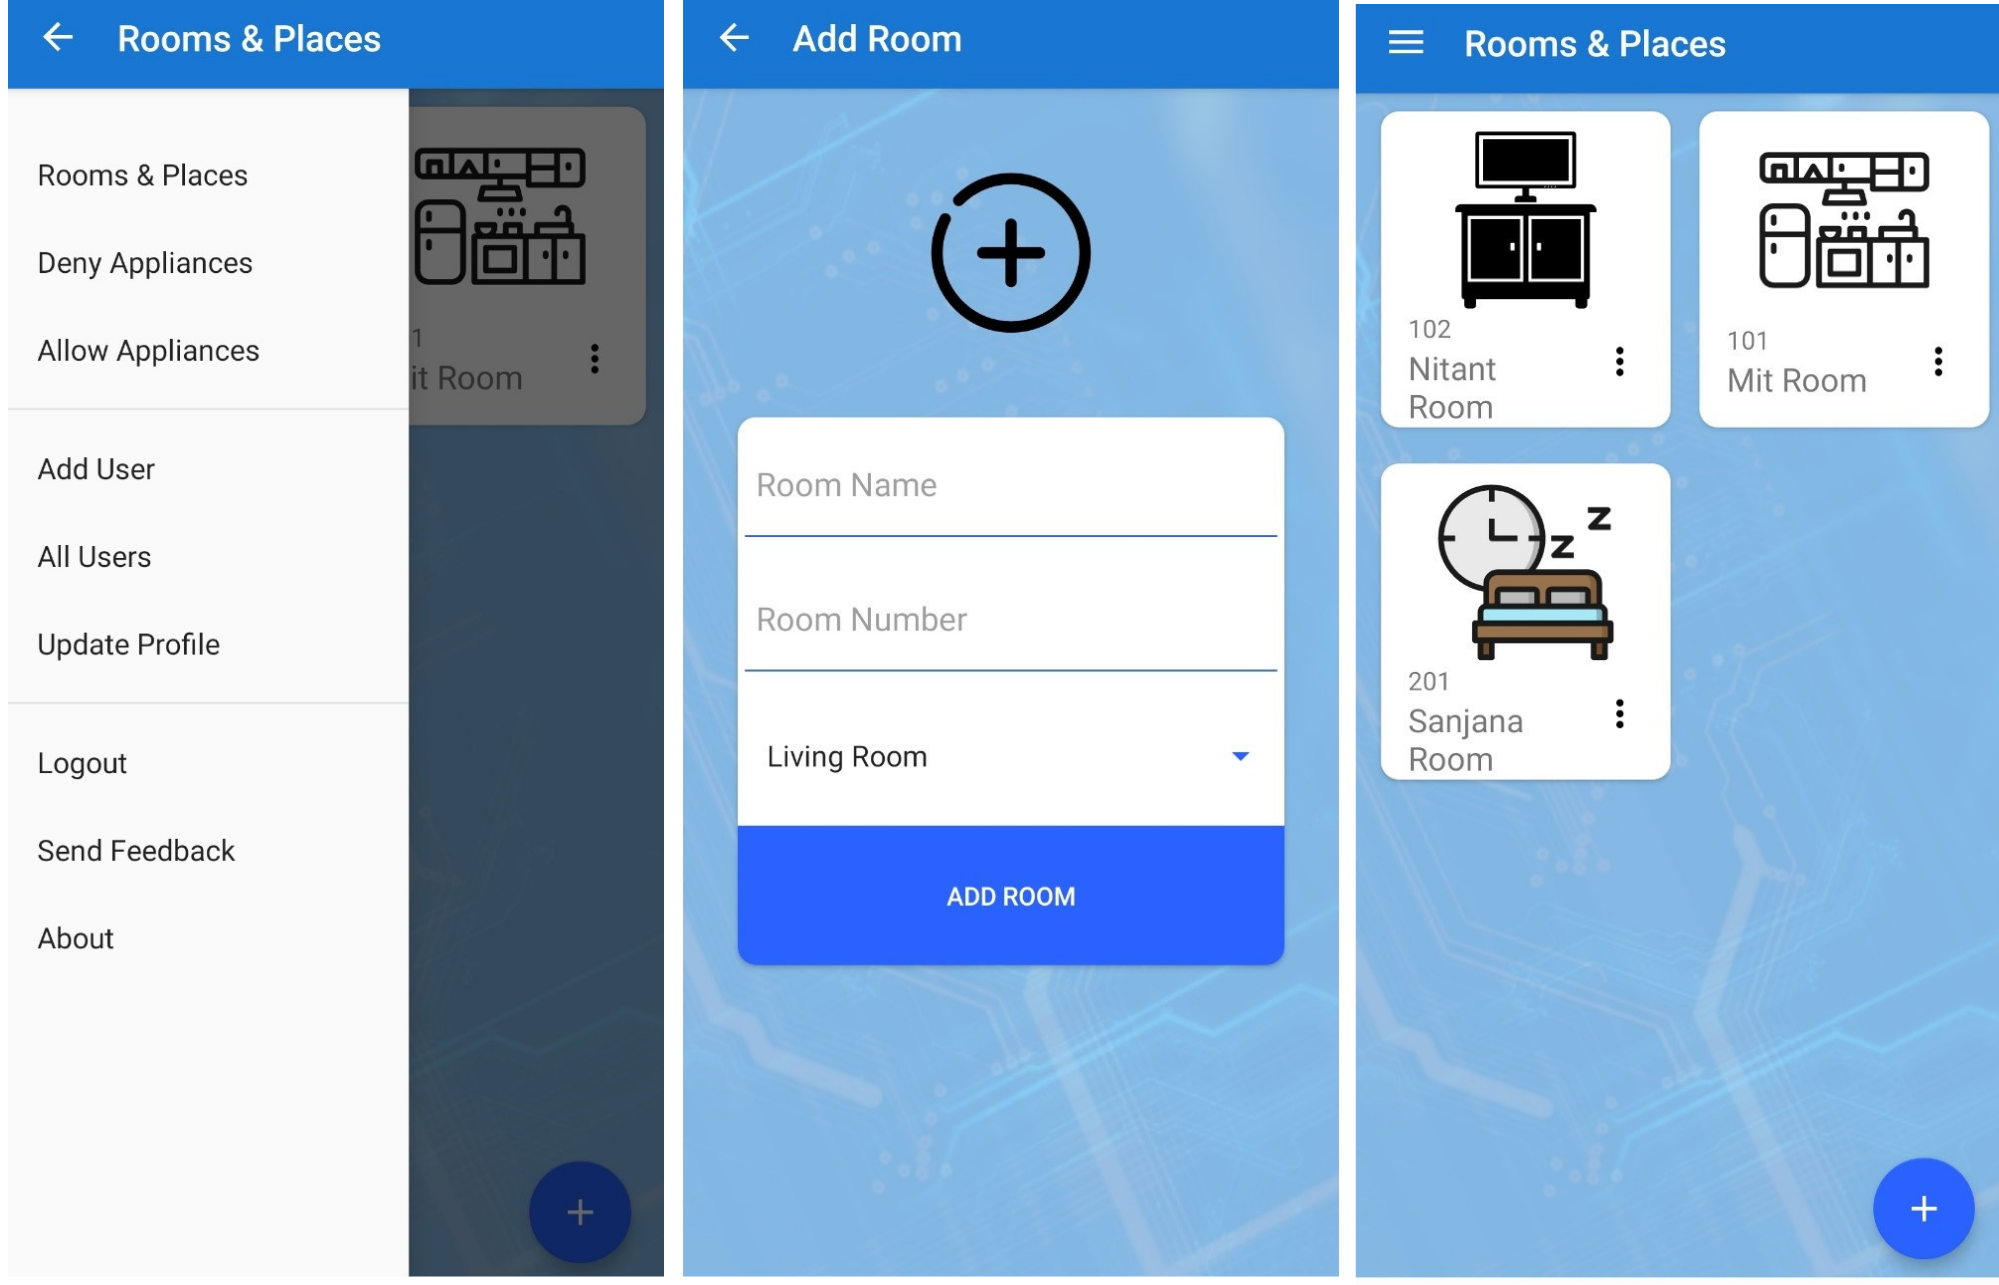 Rooms & Places
Rooms & Places
Deny Appliances
Allow Appliances
Add User
All Users
Update Profile
Logout
Send Feedback
About
1
it Room
Add Room
Room Name
Room Number
Living Room
ADD ROOM
Rooms & Places
102
Nitant
Room
101
Mit Room
z
z
201
Sanjana
Room